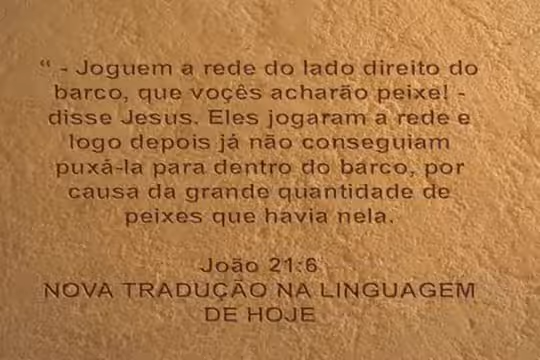 “ - Joguem a rede do lado direito do
barco, que voçês acharão peixe! -
disse Jesus. Eles jogaram a rede e
logo depois já não conseguiam
puxá-la para dentro do barco, por
causa da grande quantidade de
peixes que havia nela.
João 21:6
NOVA TRADUÇÃO NA LINGUAGEM
DE HOJE